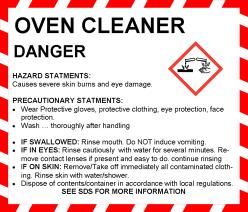 OVEN CLEANER
DANGER
HAZARD STATMENTS:
Causes severe skin burns and eye damage.
PRECAUTIONARY STATMENTS:
• Wear Protective gloves, protective clothing, eye protection, face
protection.
• Wash … thoroughly after handling
• IF SWALLOWED: Rinse mouth. Do NOT induce vomiting.
• IF IN EYES: Rinse cautiously with water for several minutes. Re-
move contact lenses if present and easy to do. continue rinsing
• IF ON SKIN: Remove/Take off immediately all contaminated cloth-
ing. Rinse skin with water/shower.
• Dispose of contents/container in accordance with local regulations.
SEE SDS FOR MORE INFORMATION